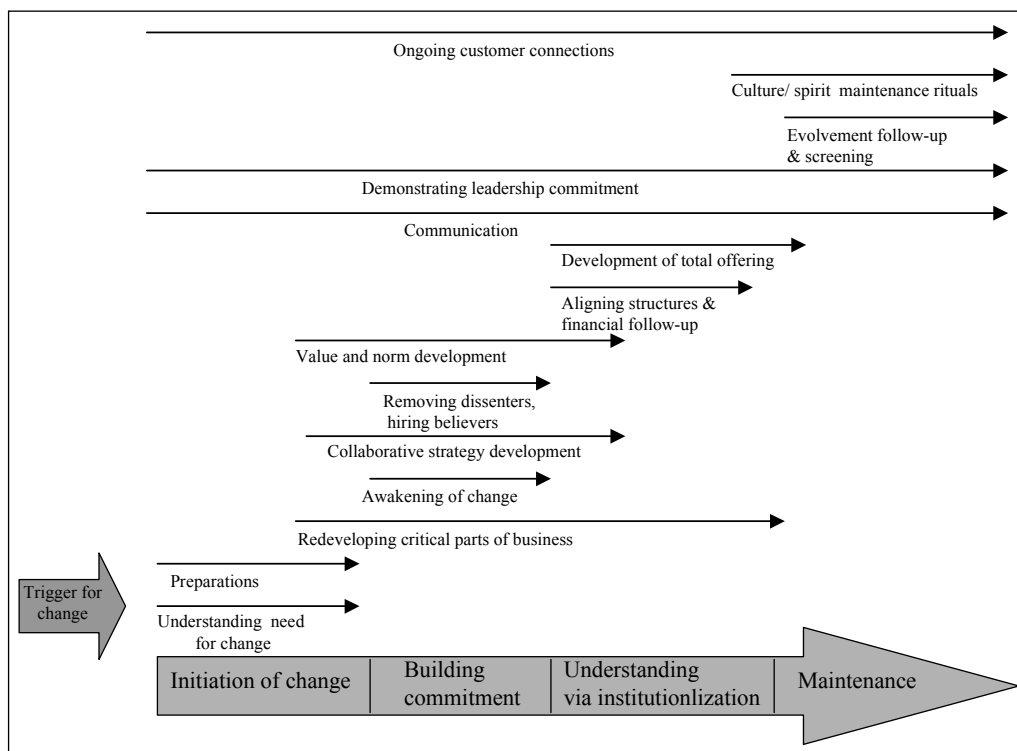 Ongoing customer connections
Culture/ spirit maintenance rituals
Evolvement follow-up
& screening
Demonstrating leadership commitment
Communication
Development of total offering
Aligning structures &
financial follow-up
Value and norm development
Removing dissenters,
hiring believers
Collaborative strategy development
Awakening of change
Redeveloping critical parts of business
Preparations
Trigger for
change
Understanding need
for change
Initiation of change
Building
commitment
Understanding
via institutionlization
Maintenance